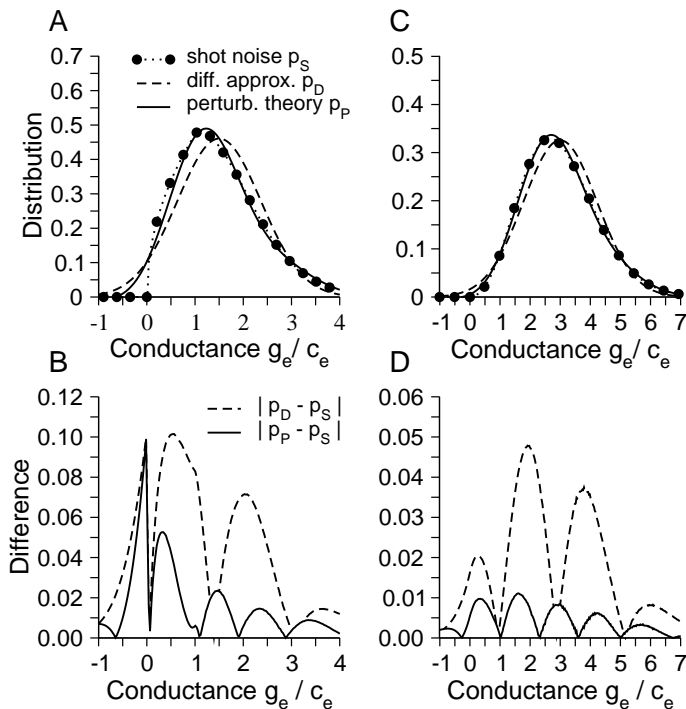 A
0.7
0.6
0.5
0.4
0.3
0.2
0.1
0
Distribution
shot noise p_S
diff. approx. p_D
perturb. theory p_P
-1 0 1 2 3 4
Conductance g_e / c_e
C
0.5
0.4
0.3
0.2
0.1
0
-1 0 1 2 3 4 5 6 7
Conductance g_e / c_e
B
0.12
0.10
0.08
0.06
0.04
0.02
0.00
Difference
| p_D - p_S |
| p_P - p_S |
-1 0 1 2 3 4
Conductance g_e / c_e
D
0.06
0.05
0.04
0.03
0.02
0.01
0.00
-1 0 1 2 3 4 5 6 7
Conductance g_e / c_e